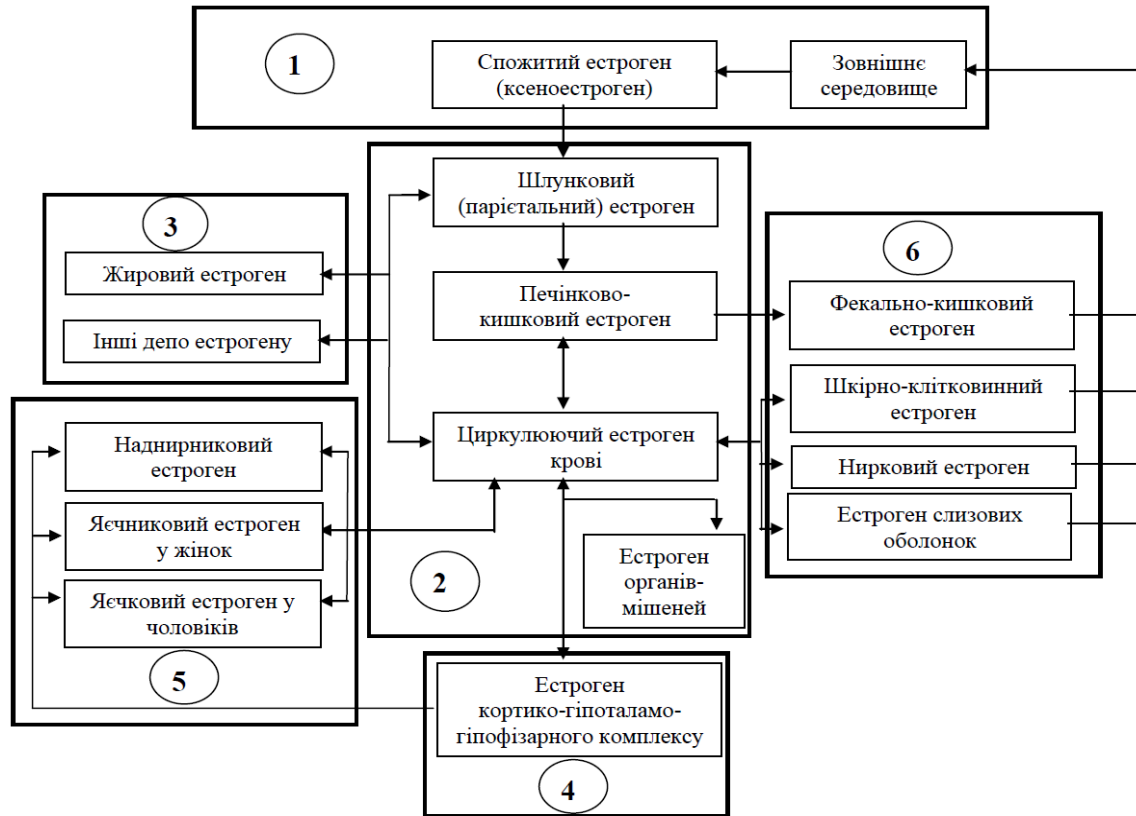 1
Спожитий естроген
(ксеноестроген)
Зовнішнє
середовище
Шлунковий
(парієтальний) естроген
3
Жировий естроген
Інші депо естрогену
Печінково-
кишковий естроген
6
Фекально-кишковий
естроген
Шкірно-клітковинний
естроген
Нирковий естроген
Естроген слизових
оболонок
Циркулюючий естроген
крові
Наднирниковий
естроген
Яєчниковий естроген
у жінок
Яєчковий естроген у
чоловіків
5
2
Естроген
органів-
мішеней
Естроген
кортико-гіпоталамо-
гіпофізарного комплексу
4